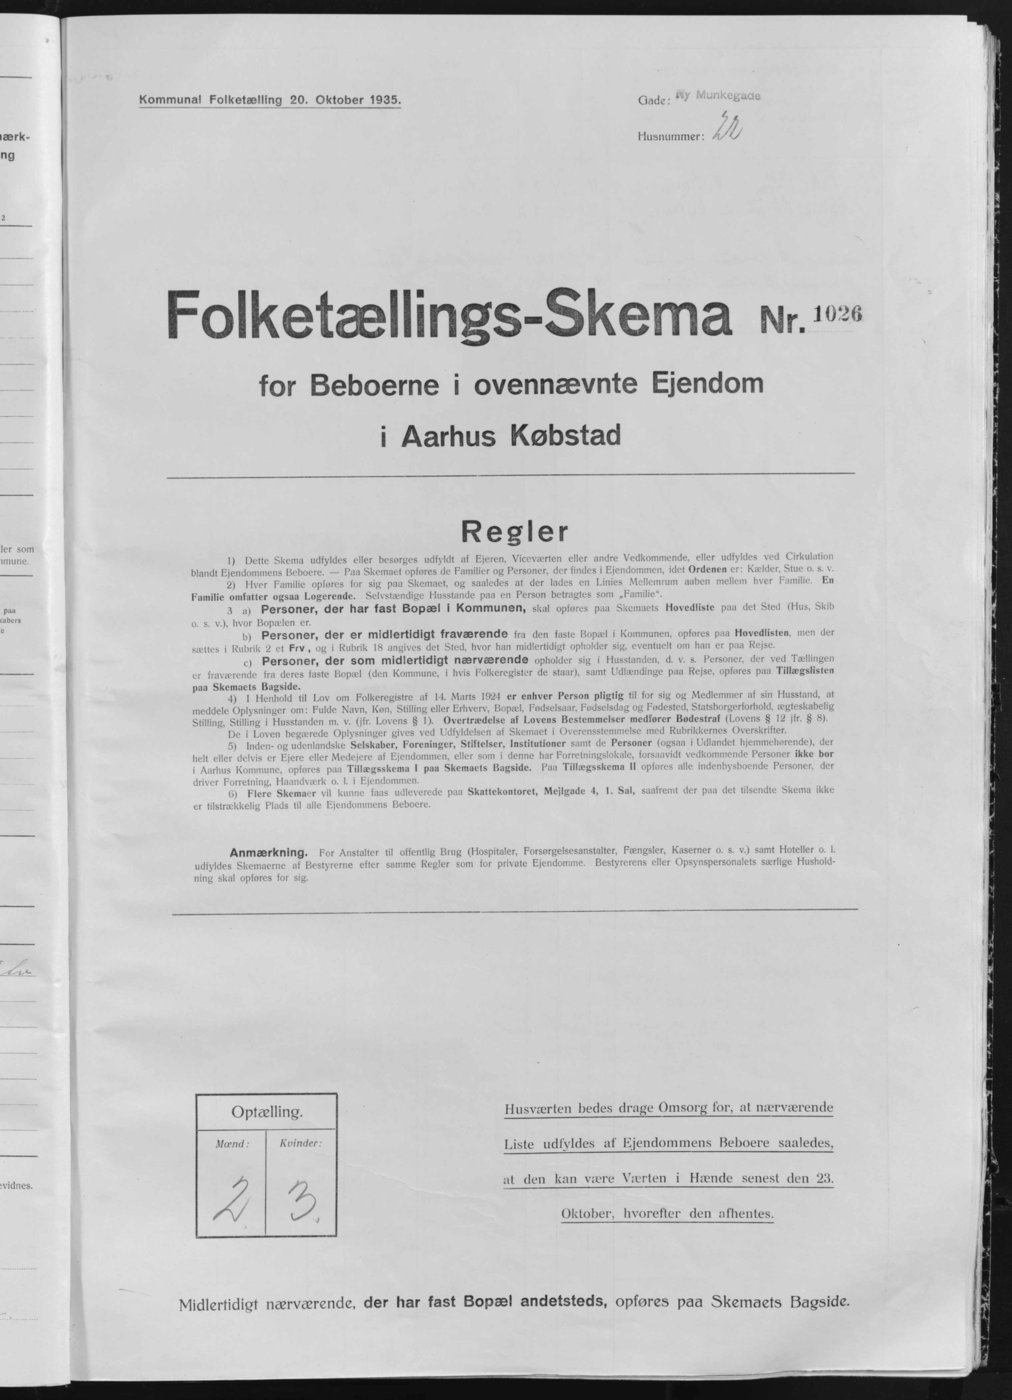 Kommunal Folketælling 20. Oktober 1935.
Gade: Ny Munkegade
Husnummer: 22
Folketællings-Skema Nr. 1026
for Beboerne i ovennævnte Ejendom
i Aarhus Købstad
Regler
1) Dette Skema udfyldes eller besørges udfyldt af Ejeren, Viceværten eller andre Vedkommende, eller udfyldes ved Cirkulation
blandt Ejendommens Beboere. — Paa Skemaet opføres de Familier og Personer, der findes i Ejendommen, idet Ordenen er: Kælder, Stue o. s. v.
2) Hver Familie opføres for sig paa Skemaet, og saaledes at der lades en Linies Mellemrum aaben mellem hver Familie. En
Familie omfatter ogsaa Logerende. Selvstændige Husstande paa en Person betragtes som „Familie".
3 a) Personer, der har fast Bopæl i Kommunen, skal opføres paa Skemaets Hovedliste paa det Sted (Hus, Skib
o. s. v.), hvor Bopælen er.
b) Personer, der er midlertidigt fraværende fra den faste Bopæl i Kommunen, opføres paa Hovedlisten, men der
sættes i Rubrik 2 et Frv., og i Rubrik 18 angives det Sted, hvor han midlertidigt opholder sig, eventuelt om han er paa Rejse.
c) Personer, der som midlertidigt nærværende opholder sig i Husstanden, d. v. s. Personer, der ved Tællingen
er fraværende fra deres faste Bopæl (den Kommune, i hvis Folkeregister de staar), samt Udlændinge paa Rejse, opføres paa Tillægslisten
paa Skemaets Bagside.
4) I Henhold til Lov om Folkeregistre af 14. Marts 1924 er enhver Person pligtig til for sig og Medlemmer af sin Husstand, at
meddele Oplysninger om: Fulde Navn, Køn, Stilling eller Erhverv, Bopæl, Fødselsaar, Fødselsdag og Fødested, Statsborgerforhold, ægteskabelig
Stilling, Stilling i Husstanden m. v. (jfr. Lovens § 1). Overtrædelse af Lovens Bestemmelser medfører Bødestraf (Lovens § 12 jfr. § 8).
De i Loven begærede Oplysninger gives ved Udfyldelsen af Skemaet i Overensstemmelse med Rubrikkernes Overskrifter.
5) Inden- og udenlandske Selskaber, Foreninger, Stiftelser, Institutioner samt de Personer (ogsaa i Udlandet hjemmehørende), der
helt eller delvis er Ejere eller Medejere af Ejendommen, eller som i denne har Forretningslokale, forsaavidt vedkommende Personer ikke bor
i Aarhus Kommune, opføres paa Tillægsskema I paa Skemaets Bagside. Paa Tillægsskema II opføres alle indenbysboende Personer, der
driver Forretning, Haandværk o. l. i Ejendommen.
6) Flere Skemaer vil kunne faas udleverede paa Skattekontoret, Mejlgade 4, 1. Sal, saafremt der paa det tilsendte Skema ikke
er tilstrækkelig Plads til alle Ejendommens Beboere.
Anmærkning. For Anstalter til offentlig Brug (Hospitaler, Forsørgelsesanstalter, Fængsler, Kaserner o. s. v.) samt Hoteller o. l.
udfyldes Skemaerne af Bestyrerne efter samme Regler som for private Ejendomme. Bestyrerens eller Opsynspersonalets særlige Hushold-
ning skal opføres for sig.
Optælling.
Mænd: Kvinder:
2 3.
Husværten bedes drage Omsorg for, at nærværende
Liste udfyldes af Ejendommens Beboere saaledes,
at den kan være Værten i Hænde senest den 23.
Oktober, hvorefter den afhentes.
Midlertidigt nærværende, der har fast Bopæl andetsteds, opføres paa Skemaets Bagside.